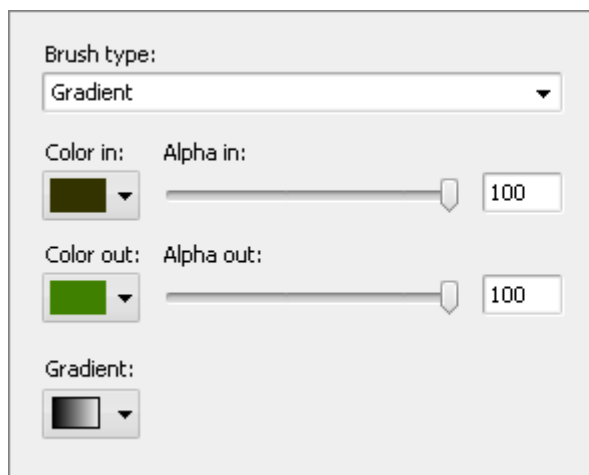 Brush type:
Gradient
Color in: Alpha in:
100
Color out: Alpha out:
100
Gradient: